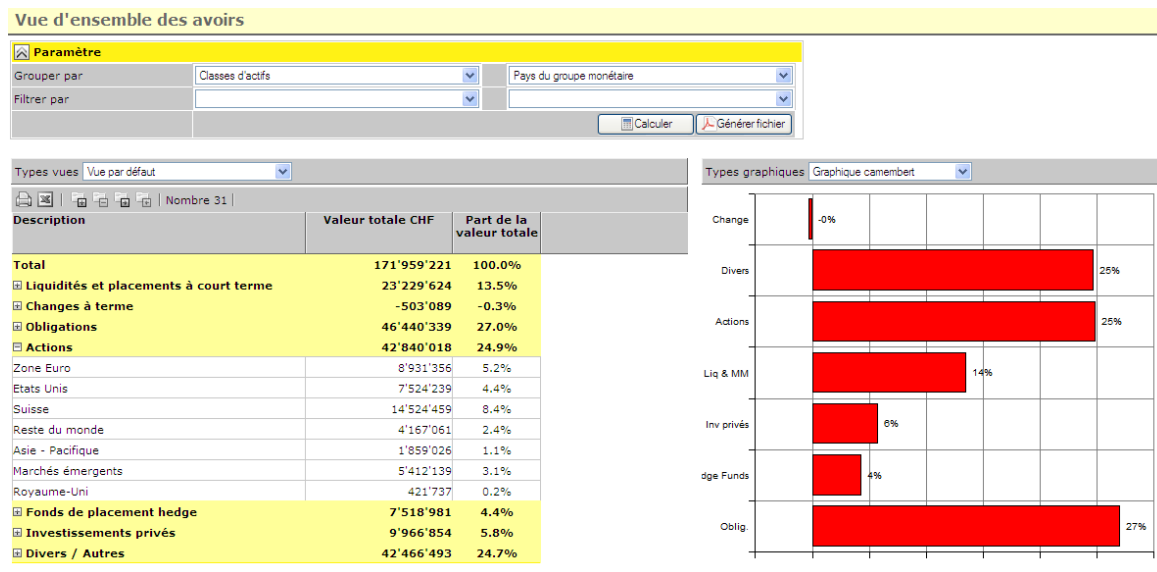 Vue d'ensemble des avoirs
Paramètre
Grouper par Classes d'actifs Pays du groupe monétaire
Filtrer par
Calculer Générer fichier
Types vues Vue par défaut
Nombre 31
Description Valeur totale CHF Part de la
valeur totale
Total 171'959'221 100.0%
Liquidités et placements à court terme 23'229'624 13.5%
Changes à terme -503'089 -0.3%
Obligations 46'440'339 27.0%
Actions 42'840'018 24.9%
Zone Euro 8'931'356 5.2%
Etats Unis 7'524'239 4.4%
Suisse 14'524'459 8.4%
Reste du monde 4'167'061 2.4%
Asie - Pacifique 1'859'026 1.1%
Marchés émergents 5'412'139 3.1%
Royaume-Uni 421'737 0.2%
Fonds de placement hedge 7'518'981 4.4%
Investissements privés 9'966'854 5.8%
Divers / Autres 42'466'493 24.7%
Types graphiques Graphique camembert
Change -0%
Divers 25%
Actions 25%
Liq & MM 14%
Inv privés 6%
dge Funds 4%
Oblig. 27%